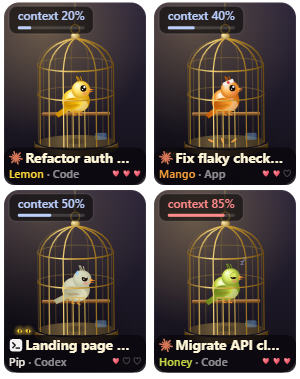 context 20%
Refactor auth ...
Lemon · Code
context 40%
Fix flaky check...
Mango · App
context 50%
Landing page ...
Pip · Codex
context 85%
Migrate API cl...
Honey · Code